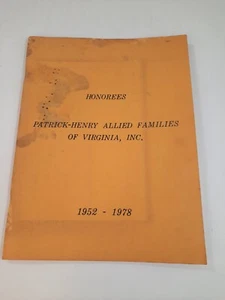 HONOREES
PATRICK-HENRY ALLIED FAMILIES
OF VIRGINIA, INC.
1952 - 1978